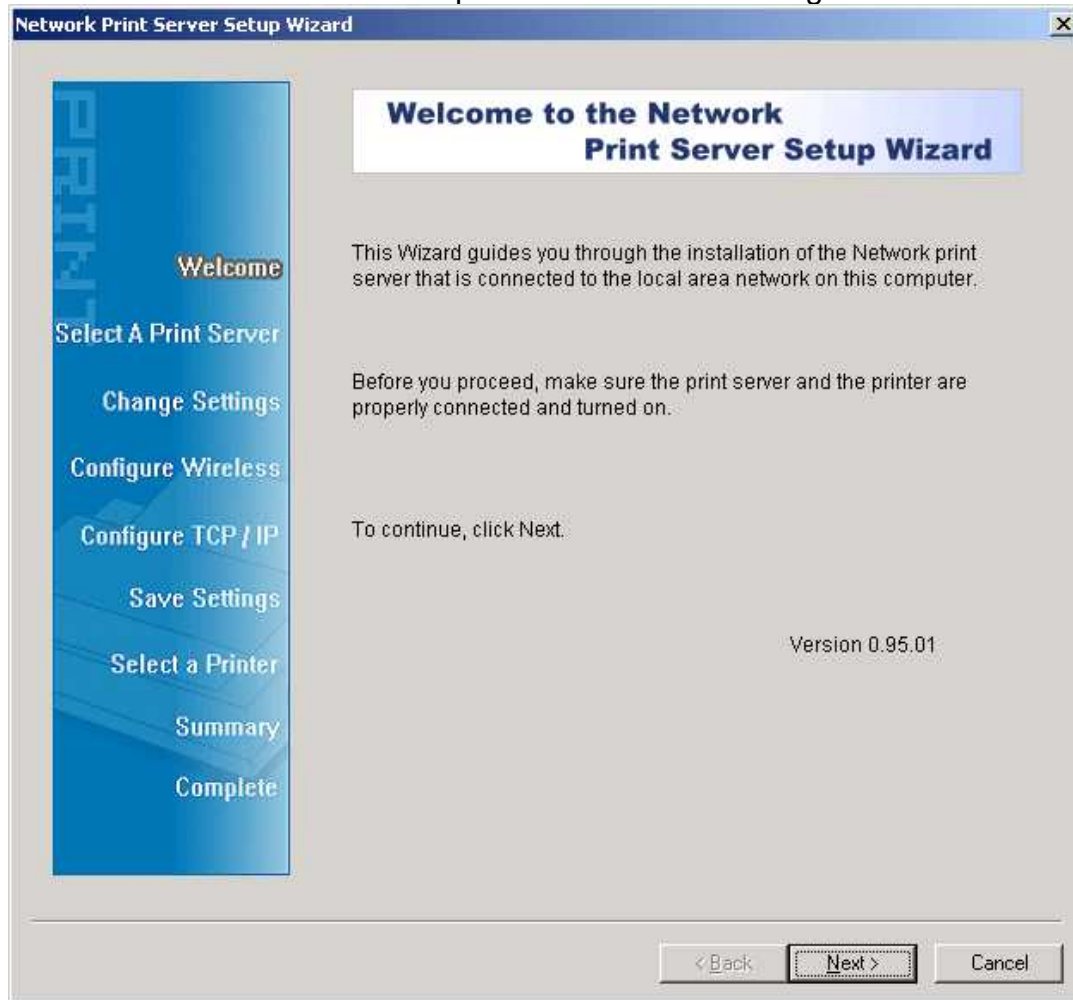 Network Print Server Setup Wizard
PRINT
Welcome
Select A Print Server
Change Settings
Configure Wireless
Configure TCP / IP
Save Settings
Select a Printer
Summary
Complete
Welcome to the Network
Print Server Setup Wizard
This Wizard guides you through the installation of the Network print
server that is connected to the local area network on this computer.
Before you proceed, make sure the print server and the printer are
properly connected and turned on.
To continue, click Next.
Version 0.95.01
< Back
Next >
Cancel